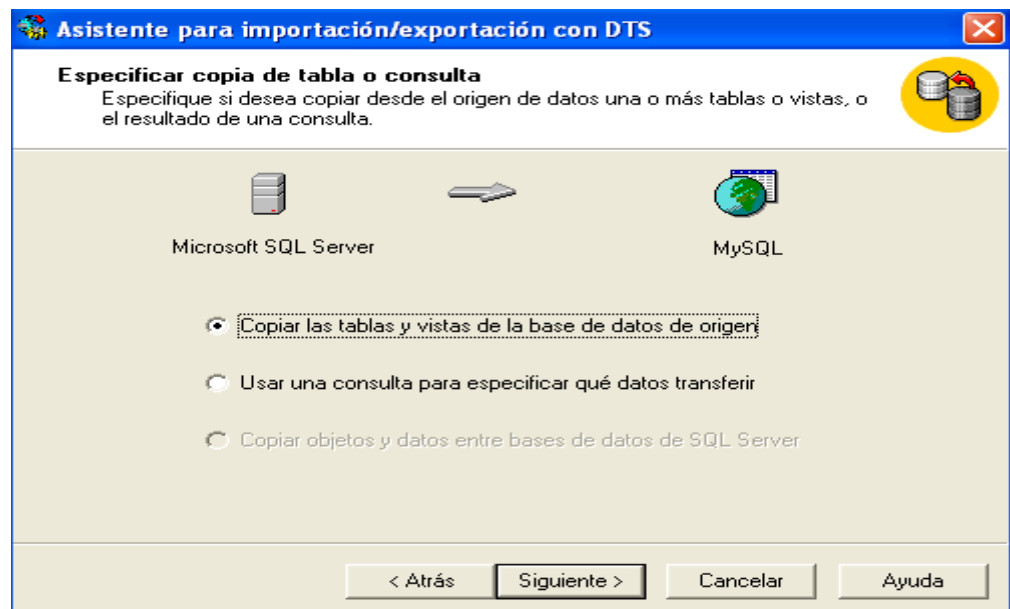 Asistente para importación/exportación con DTS
Especificar copia de tabla o consulta
Especifique si desea copiar desde el origen de datos una o más tablas o vistas, o
el resultado de una consulta.
Microsoft SQL Server
MySQL
Copiar las tablas y vistas de la base de datos de origen
Usar una consulta para especificar qué datos transferir
Copiar objetos y datos entre bases de datos de SQL Server
< Atrás
Siguiente >
Cancelar
Ayuda